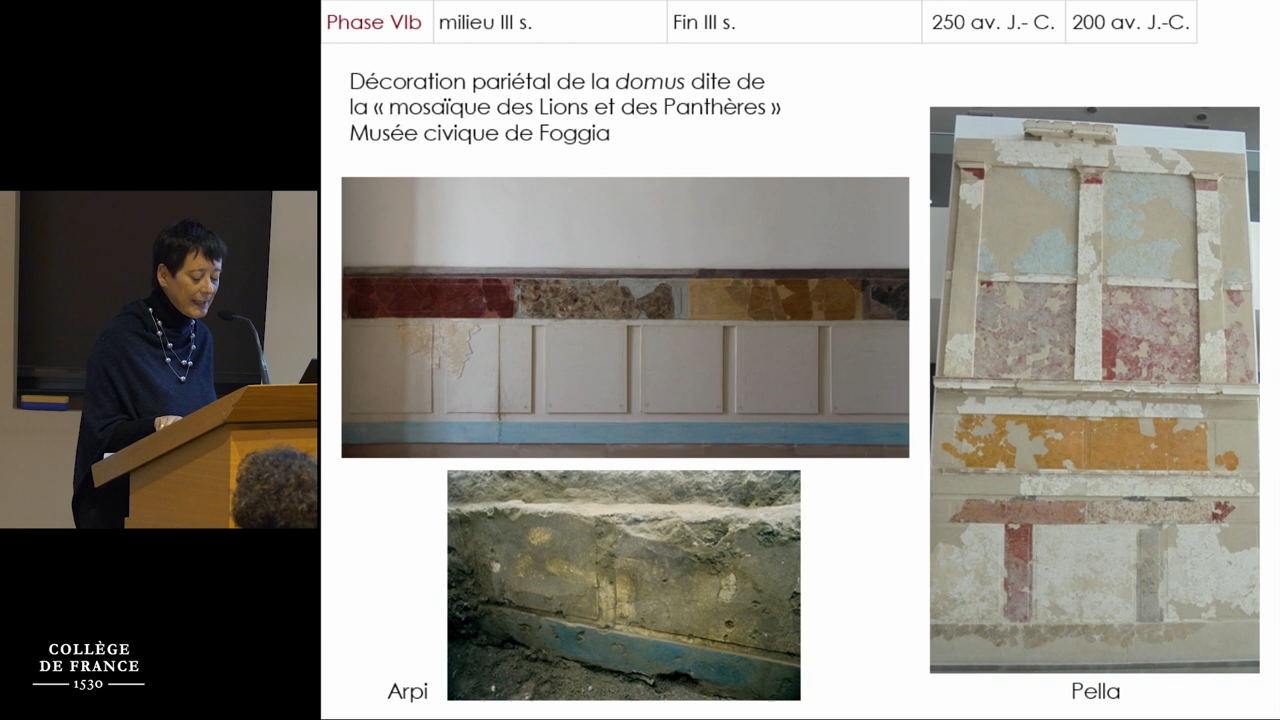 Phase VIb
milieu III s.
Fin III s.
250 av. J.- C.
200 av. J.-C.
Décoration pariétal de la domus dite de
la « mosaïque des Lions et des Panthères »
Musée civique de Foggia
Arpi
Pella
COLLÈGE
DE FRANCE
1530